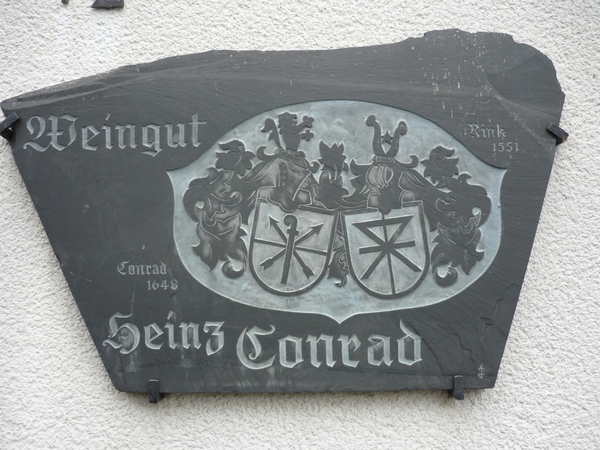 Weingut
Rink
1551
Conrad
1648
Heinz Conrad